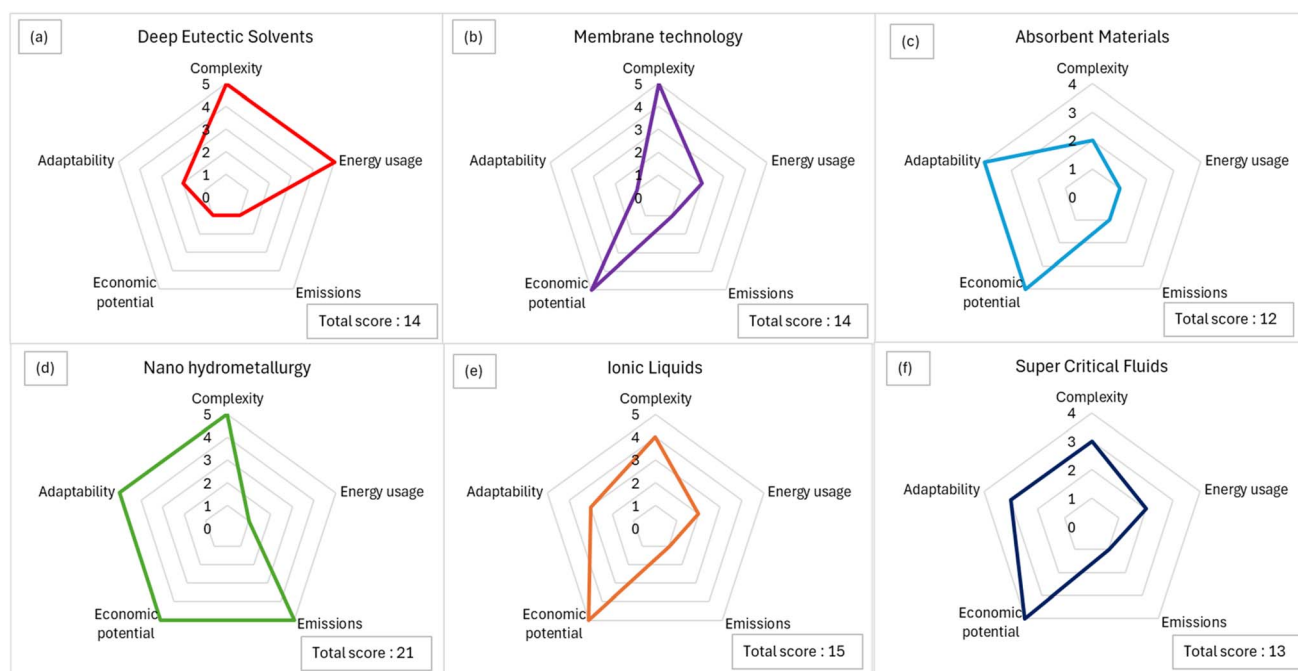 (a)
Deep Eutectic Solvents
Complexity
5
4
3
2
1
0
Adaptability
Energy usage
Economic
potential
Emissions
Total score : 14
(b)
Membrane technology
Complexity
5
4
3
2
1
0
Adaptability
Energy usage
Economic
potential
Emissions
Total score : 14
(c)
Absorbent Materials
Complexity
4
3
2
1
0
Adaptability
Energy usage
Economic
potential
Emissions
Total score : 12
(d)
Nano hydrometallurgy
Complexity
5
4
3
2
1
0
Adaptability
Energy usage
Economic
potential
Emissions
Total score : 21
(e)
Ionic Liquids
Complexity
5
4
3
2
1
0
Adaptability
Energy usage
Economic
potential
Emissions
Total score : 15
(f)
Super Critical Fluids
Complexity
4
3
2
1
0
Adaptability
Energy usage
Economic
potential
Emissions
Total score : 13